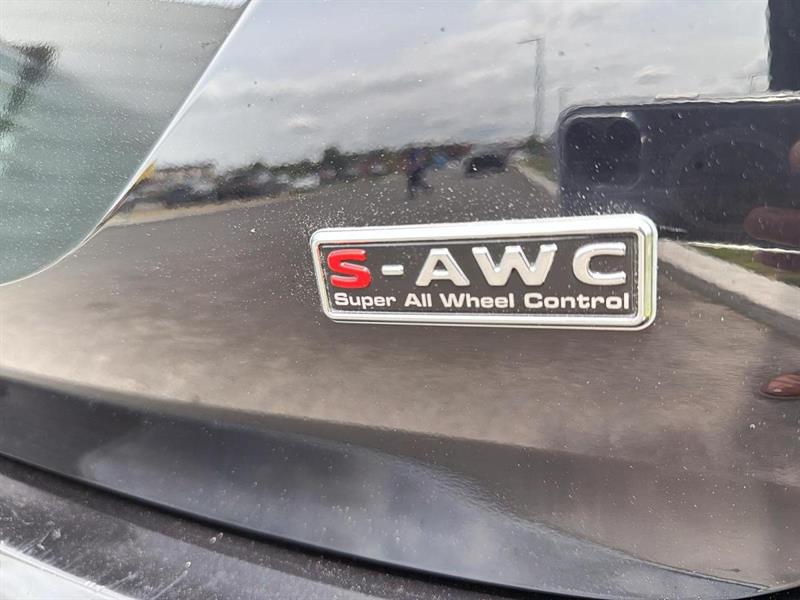 S-AWC
Super All Wheel Control